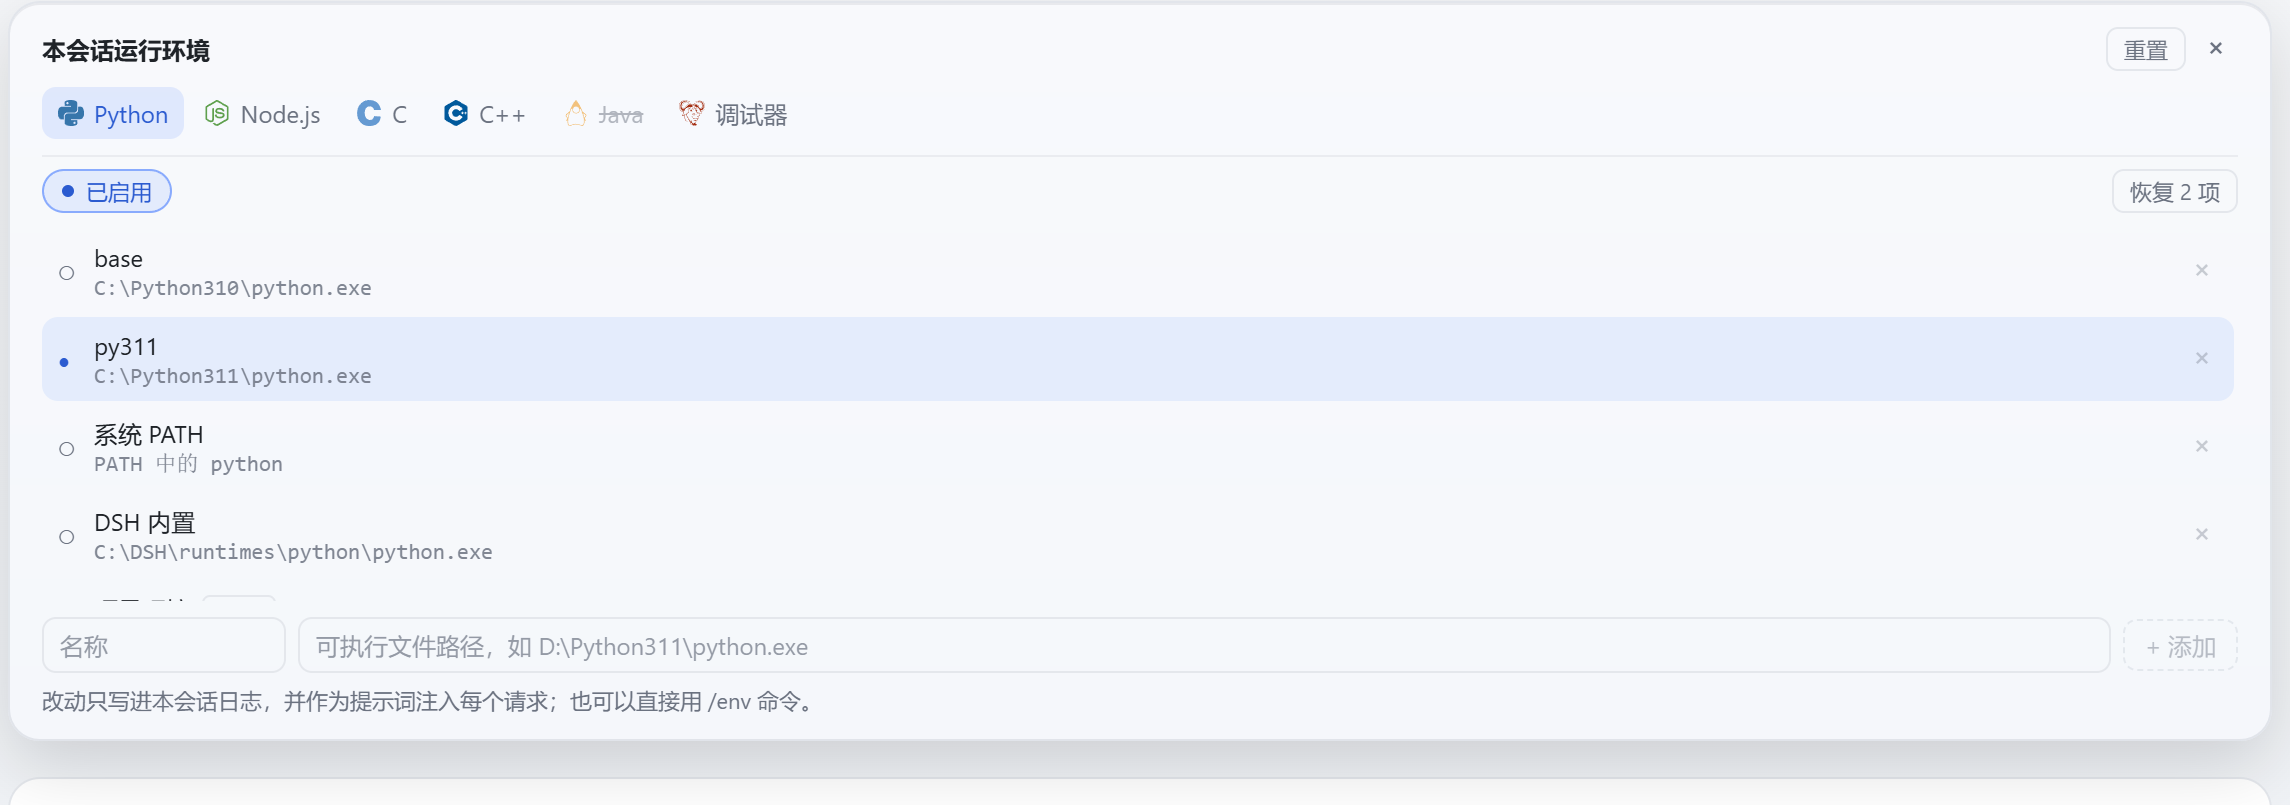 本会话运行环境
重置 ×
Python Node.js C C++ Java 调试器
已启用
恢复 2 项
base
C:\Python310\python.exe
×
py311
C:\Python311\python.exe
×
系统 PATH
PATH 中的 python
×
DSH 内置
C:\DSH\runtimes\python\python.exe
×
名称
可执行文件路径，如 D:\Python311\python.exe
+ 添加
改动只写进本会话日志，并作为提示词注入每个请求；也可以直接用 /env 命令。